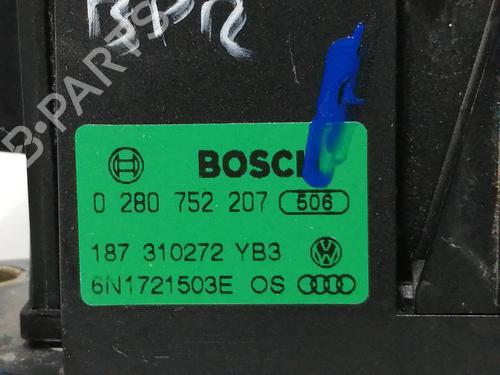 BOSCH
0 280 752 207 506
187 310272 YB3
6N1721503E OS
B-PARTS